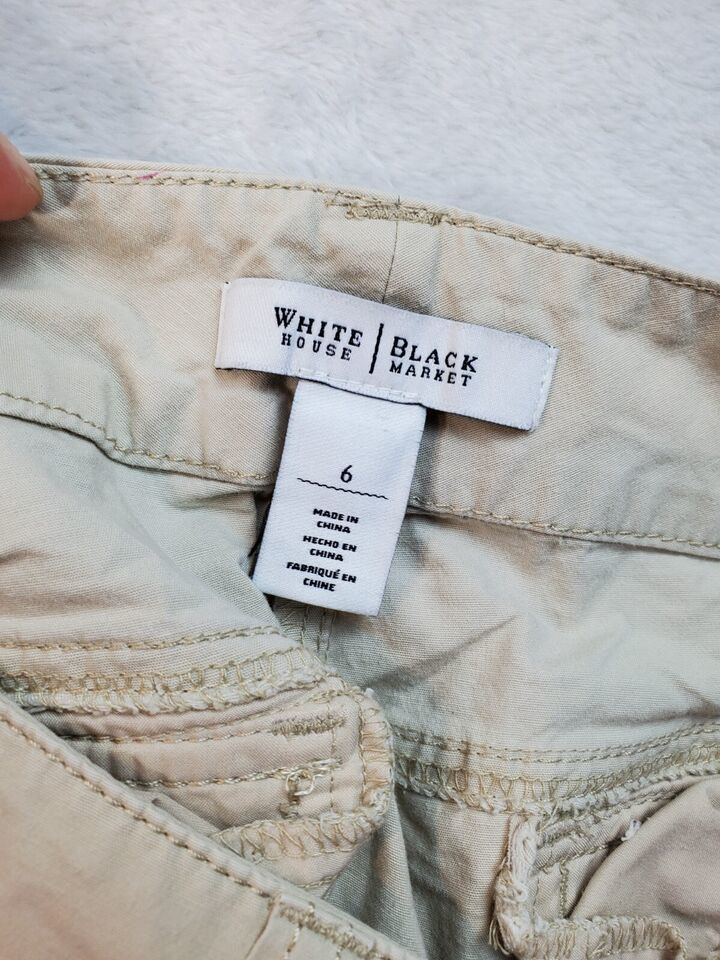 WHITE HOUSE | BLACK MARKET
6
MADE IN
CHINA
HECHO EN
CHINA
FABRIQUÉ EN
CHINE